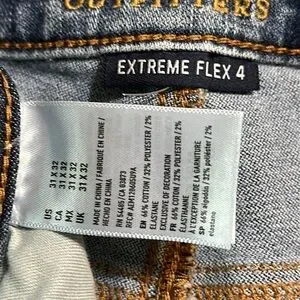 OUTFITTERS
EXTREME FLEX 4
US 31 X 32
CA 31 X 32
MX 31 X 32
UK 31 X 32
MADE IN CHINA / FABRIQUÉ EN CHINE /
HECHO EN CHINA
RN 54485 / CA 03073
EN 66% COTTON / 32% POLYESTER / 2%
ELASTANE
EXCLUSIVE OF DECORATION
FR 66% COTON / 32% POLYESTER / 2%
ÉLASTHANNE
À L'EXCEPTION DE LA GARNITURE
SP 66% algodón / 32% poliéster / 2%
elastano